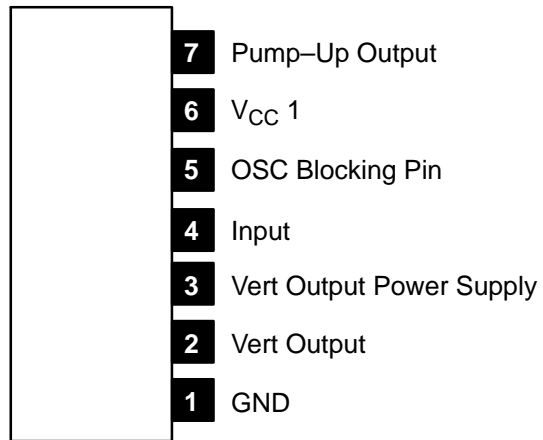 7 Pump–Up Output
6 VCC 1
5 OSC Blocking Pin
4 Input
3 Vert Output Power Supply
2 Vert Output
1 GND